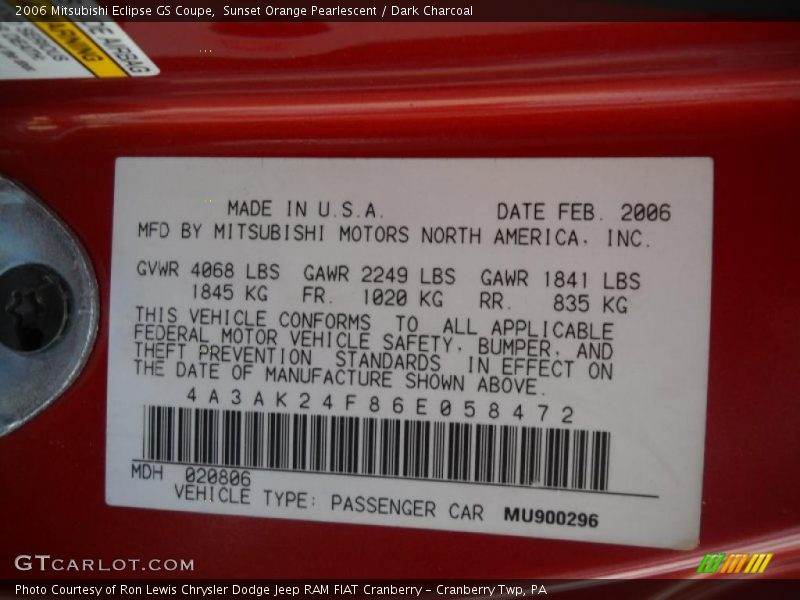 2006 Mitsubishi Eclipse GS Coupe, Sunset Orange Pearlescent / Dark Charcoal
WARNING
AIRBAG
MADE IN U.S.A. DATE FEB. 2006
MFD BY MITSUBISHI MOTORS NORTH AMERICA, INC.
GVWR 4068 LBS GAWR 2249 LBS GAWR 1841 LBS
1845 KG FR. 1020 KG RR. 835 KG
THIS VEHICLE CONFORMS TO ALL APPLICABLE
FEDERAL MOTOR VEHICLE SAFETY, BUMPER, AND
THEFT PREVENTION STANDARDS IN EFFECT ON
THE DATE OF MANUFACTURE SHOWN ABOVE.
4A3AK24F86E058472
MDH 020806
VEHICLE TYPE: PASSENGER CAR MU900296
GTCARLOT.COM
Photo Courtesy of Ron Lewis Chrysler Dodge Jeep RAM FIAT Cranberry – Cranberry Twp, PA